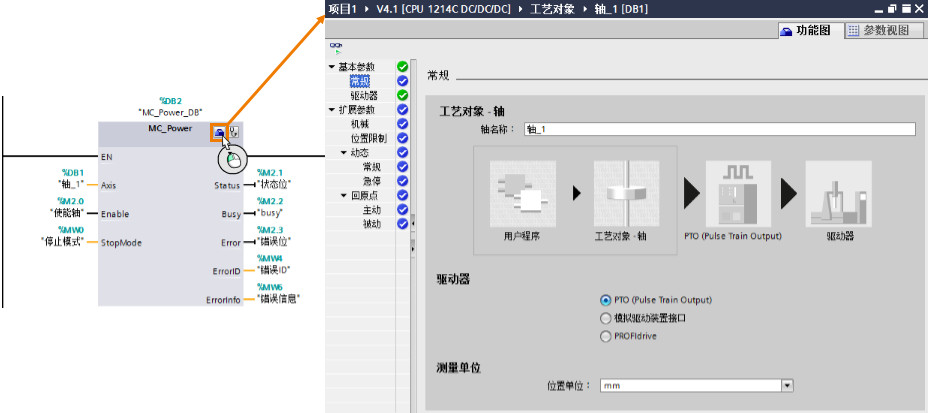 项目1 ▸ V4.1 [CPU 1214C DC/DC/DC] ▸ 工艺对象 ▸ 轴_1 [DB1]
功能图 参数视图
基本参数
常规
驱动器
扩展参数
机械
位置限制
动态
常规
急停
回原点
主动
被动
常规
工艺对象 - 轴
轴名称： 轴_1
用户程序
工艺对象 - 轴
PTO (Pulse Train Output)
驱动器
驱动器
PTO (Pulse Train Output)
模拟驱动装置接口
PROFIdrive
测量单位
位置单位： mm
%DB2
"MC_Power_DB"
MC_Power
EN
%DB1
"轴_1" Axis
%M2.0
"使能轴" Enable
%MW0
"停止模式" StopMode
%M2.1
Status "状态位"
%M2.2
Busy "busy"
%M2.3
Error "错误位"
%MW4
ErrorID "错误ID"
%MW6
ErrorInfo "错误信息"